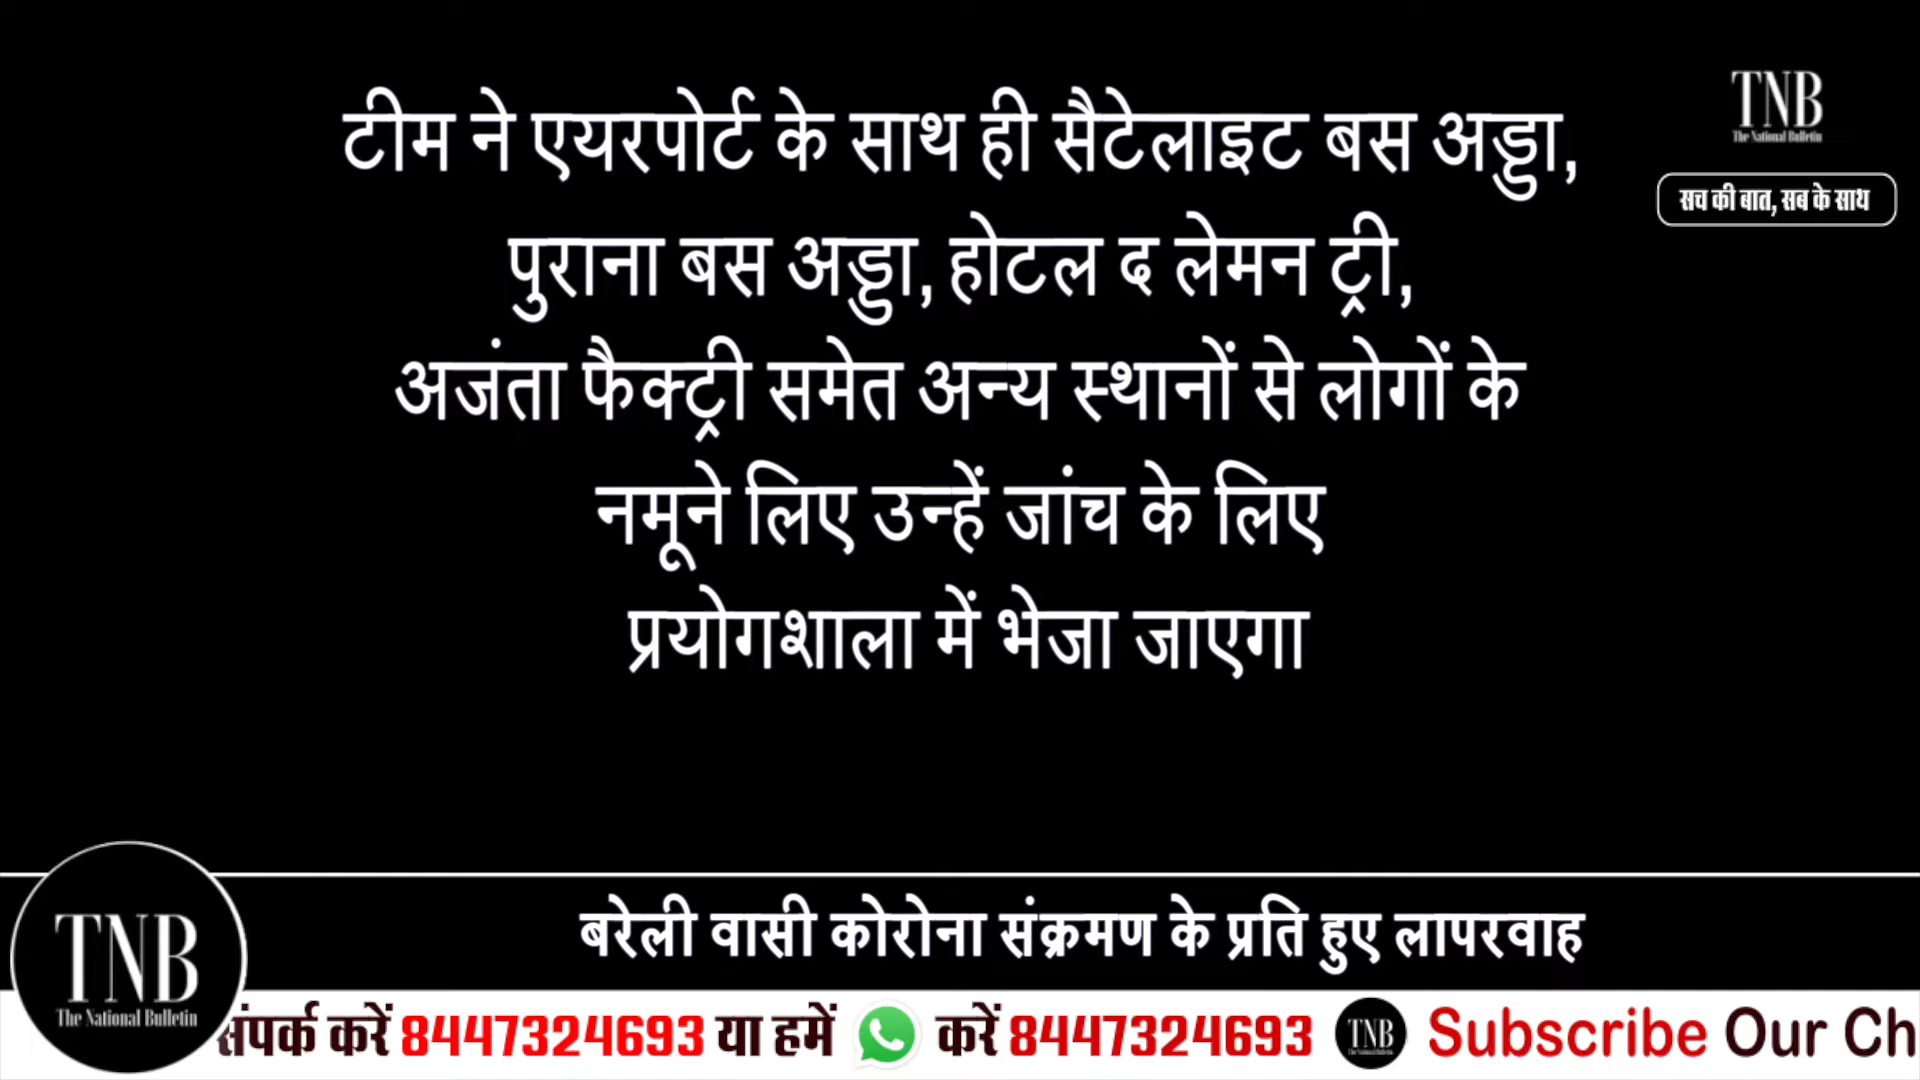 टीम ने एयरपोर्ट के साथ ही सैटेलाइट बस अड्डा,
पुराना बस अड्डा, होटल द लेमन ट्री,
अजंता फैक्ट्री समेत अन्य स्थानों से लोगों के
नमूने लिए उन्हें जांच के लिए
प्रयोगशाला में भेजा जाएगा
TNB
The National Bulletin
सच की बात, सब के साथ
बरेली वासी कोरोना संक्रमण के प्रति हुए लापरवाह
TNB
The National Bulletin
संपर्क करें 8447324693 या हमें करें 8447324693 TNB Subscribe Our Ch